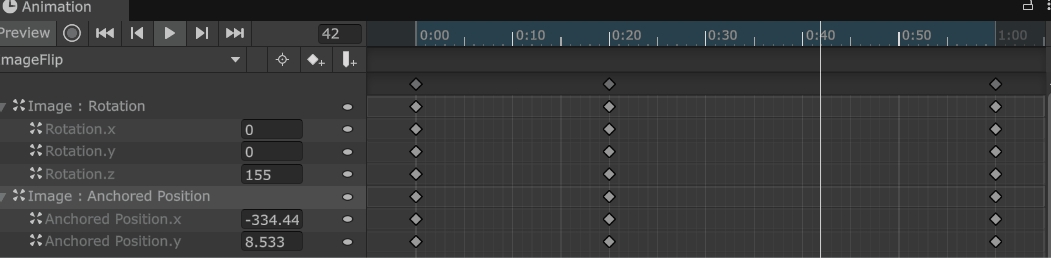 Animation
Preview 42 0:00 0:10 0:20 0:30 0:40 0:50 1:00
mageFlip
Image : Rotation
Rotation.x 0
Rotation.y 0
Rotation.z 155
Image : Anchored Position
Anchored Position.x -334.44
Anchored Position.y 8.533